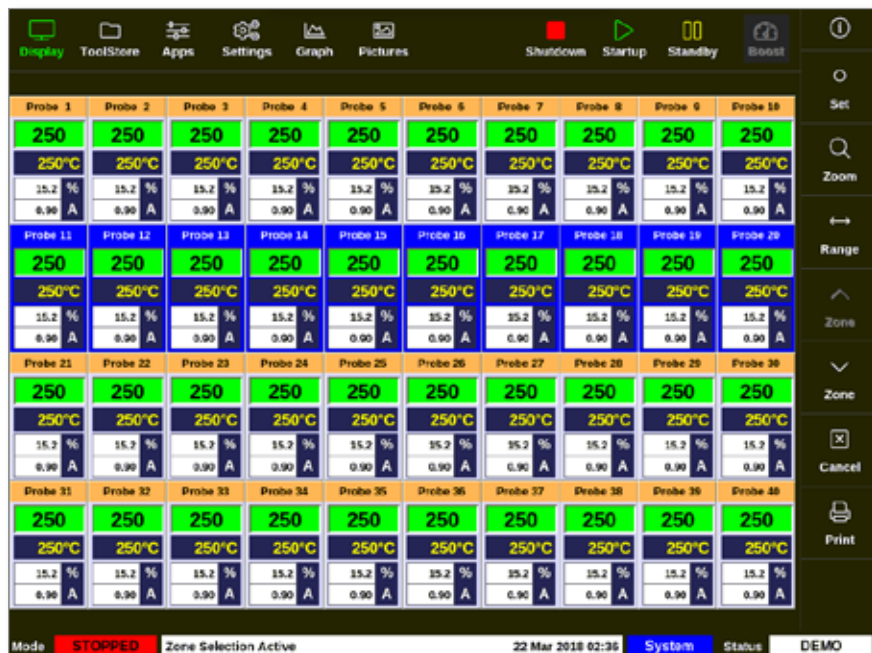 Display ToolStore Apps Settings Graph Pictures Shutdown Startup Standby Boost
Set
Probe 1 Probe 2 Probe 3 Probe 4 Probe 5 Probe 6 Probe 7 Probe 8 Probe 9 Probe 10
250 250 250 250 250 250 250 250 250 250
250°C 250°C 250°C 250°C 250°C 250°C 250°C 250°C 250°C 250°C
15.2 % 15.2 % 15.2 % 15.2 % 15.2 % 15.2 % 15.2 % 15.2 % 15.2 % 15.2 %
0.90 A 0.90 A 0.90 A 0.90 A 0.90 A 0.90 A 0.90 A 0.90 A 0.90 A 0.90 A
Zoom
Probe 11 Probe 12 Probe 13 Probe 14 Probe 15 Probe 16 Probe 17 Probe 18 Probe 19 Probe 20
250 250 250 250 250 250 250 250 250 250
250°C 250°C 250°C 250°C 250°C 250°C 250°C 250°C 250°C 250°C
15.2 % 15.2 % 15.2 % 15.2 % 15.2 % 15.2 % 15.2 % 15.2 % 15.2 % 15.2 %
0.90 A 0.90 A 0.90 A 0.90 A 0.90 A 0.90 A 0.90 A 0.90 A 0.90 A 0.90 A
Range
Zone
Probe 21 Probe 22 Probe 23 Probe 24 Probe 25 Probe 26 Probe 27 Probe 28 Probe 29 Probe 30
250 250 250 250 250 250 250 250 250 250
250°C 250°C 250°C 250°C 250°C 250°C 250°C 250°C 250°C 250°C
15.2 % 15.2 % 15.2 % 15.2 % 15.2 % 15.2 % 15.2 % 15.2 % 15.2 % 15.2 %
0.90 A 0.90 A 0.90 A 0.90 A 0.90 A 0.90 A 0.90 A 0.90 A 0.90 A 0.90 A
Zone
Cancel
Probe 31 Probe 32 Probe 33 Probe 34 Probe 35 Probe 36 Probe 37 Probe 38 Probe 39 Probe 40
250 250 250 250 250 250 250 250 250 250
250°C 250°C 250°C 250°C 250°C 250°C 250°C 250°C 250°C 250°C
15.2 % 15.2 % 15.2 % 15.2 % 15.2 % 15.2 % 15.2 % 15.2 % 15.2 % 15.2 %
0.90 A 0.90 A 0.90 A 0.90 A 0.90 A 0.90 A 0.90 A 0.90 A 0.90 A 0.90 A
Print
Mode STOPPED Zone Selection Active 22 Mar 2018 02:36 System Status DEMO